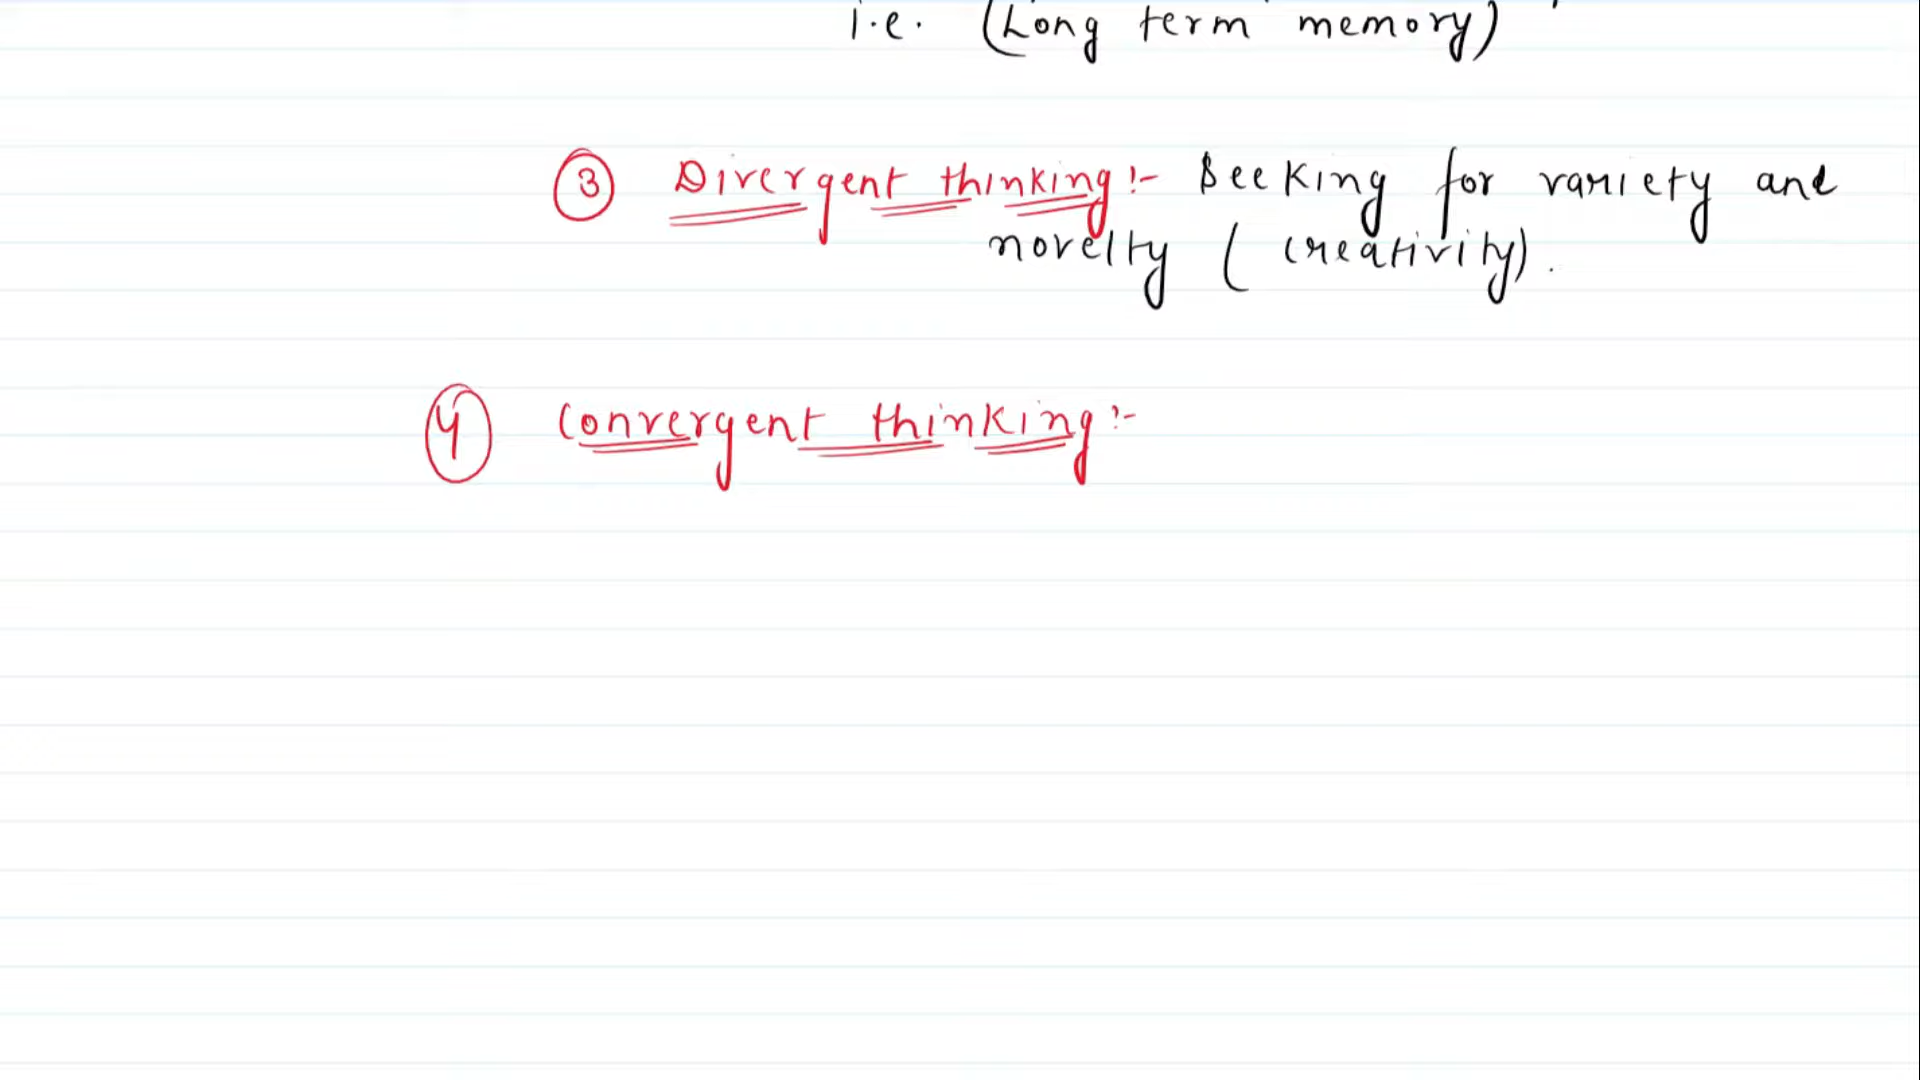 i.e. (Long term memory)
③ Divergent thinking :- Seeking for variety and
novelty ( creativity).
④ Convergent thinking :-